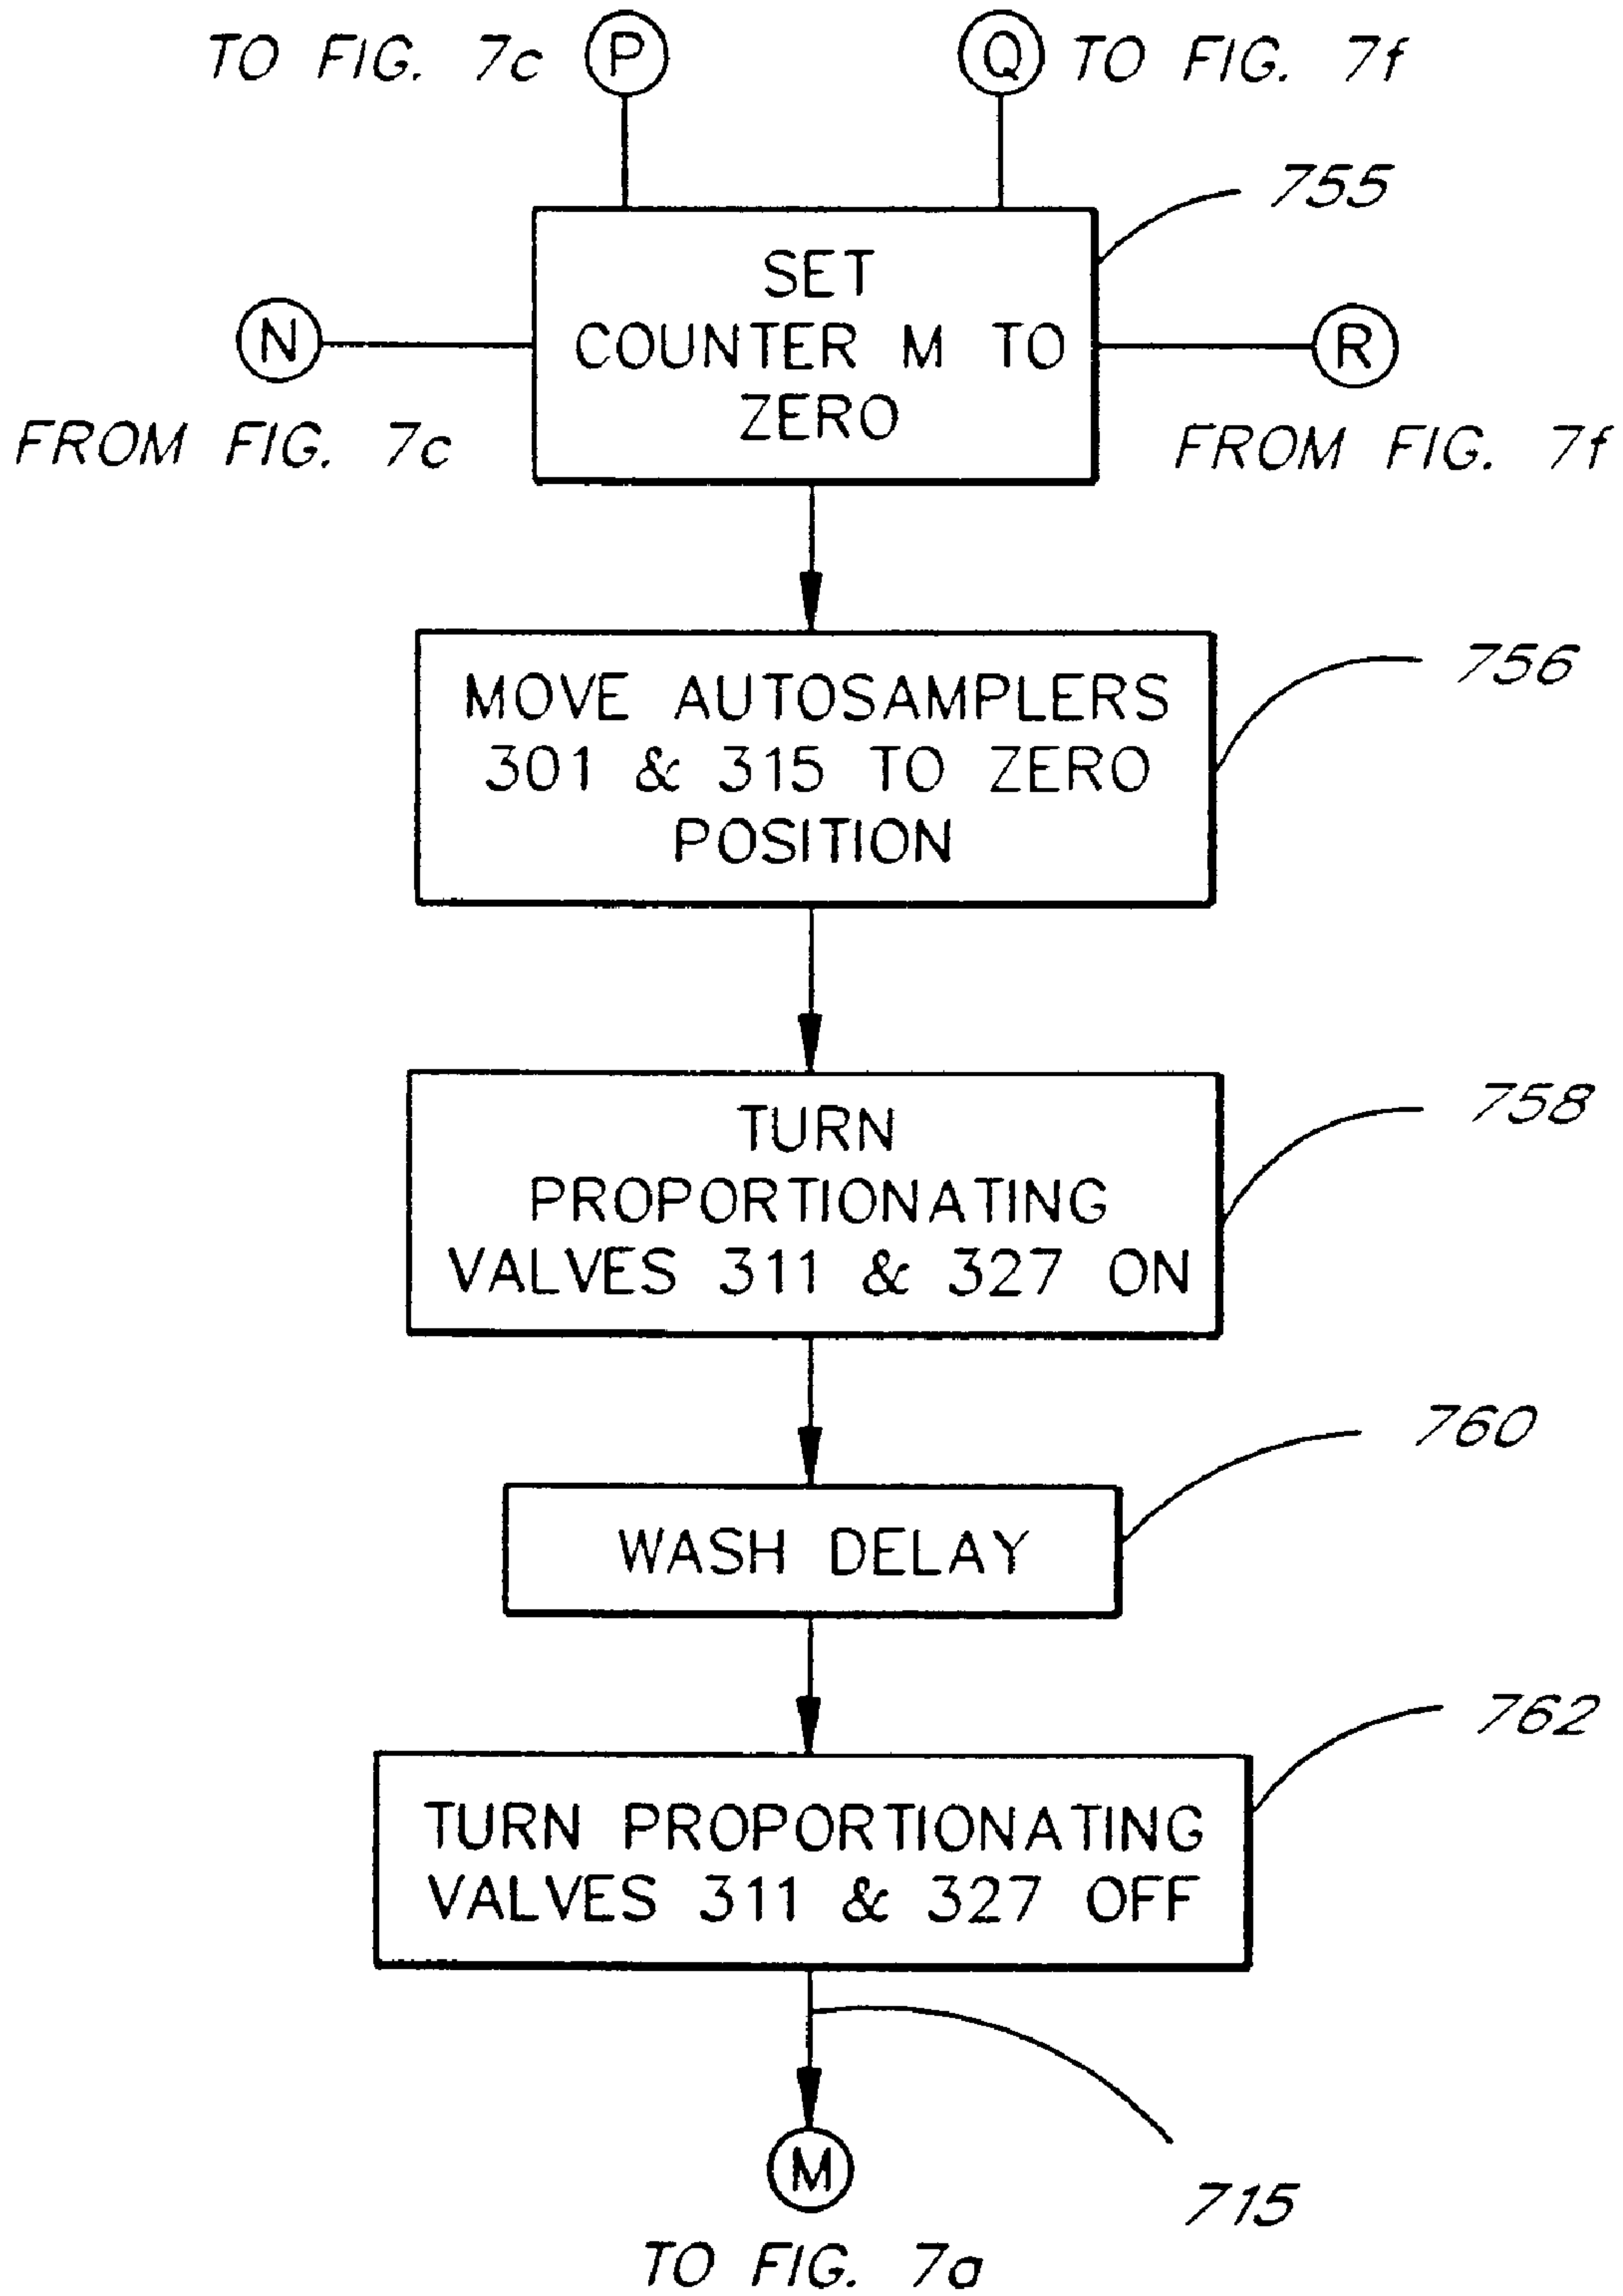 TO FIG. 7c P
Q TO FIG. 7f
755
SET
COUNTER M TO
ZERO
N
FROM FIG. 7c
R
FROM FIG. 7f
756
MOVE AUTOSAMPLERS
301 & 315 TO ZERO
POSITION
758
TURN
PROPORTIONATING
VALVES 311 & 327 ON
760
WASH DELAY
762
TURN PROPORTIONATING
VALVES 311 & 327 OFF
715
M
TO FIG. 7a